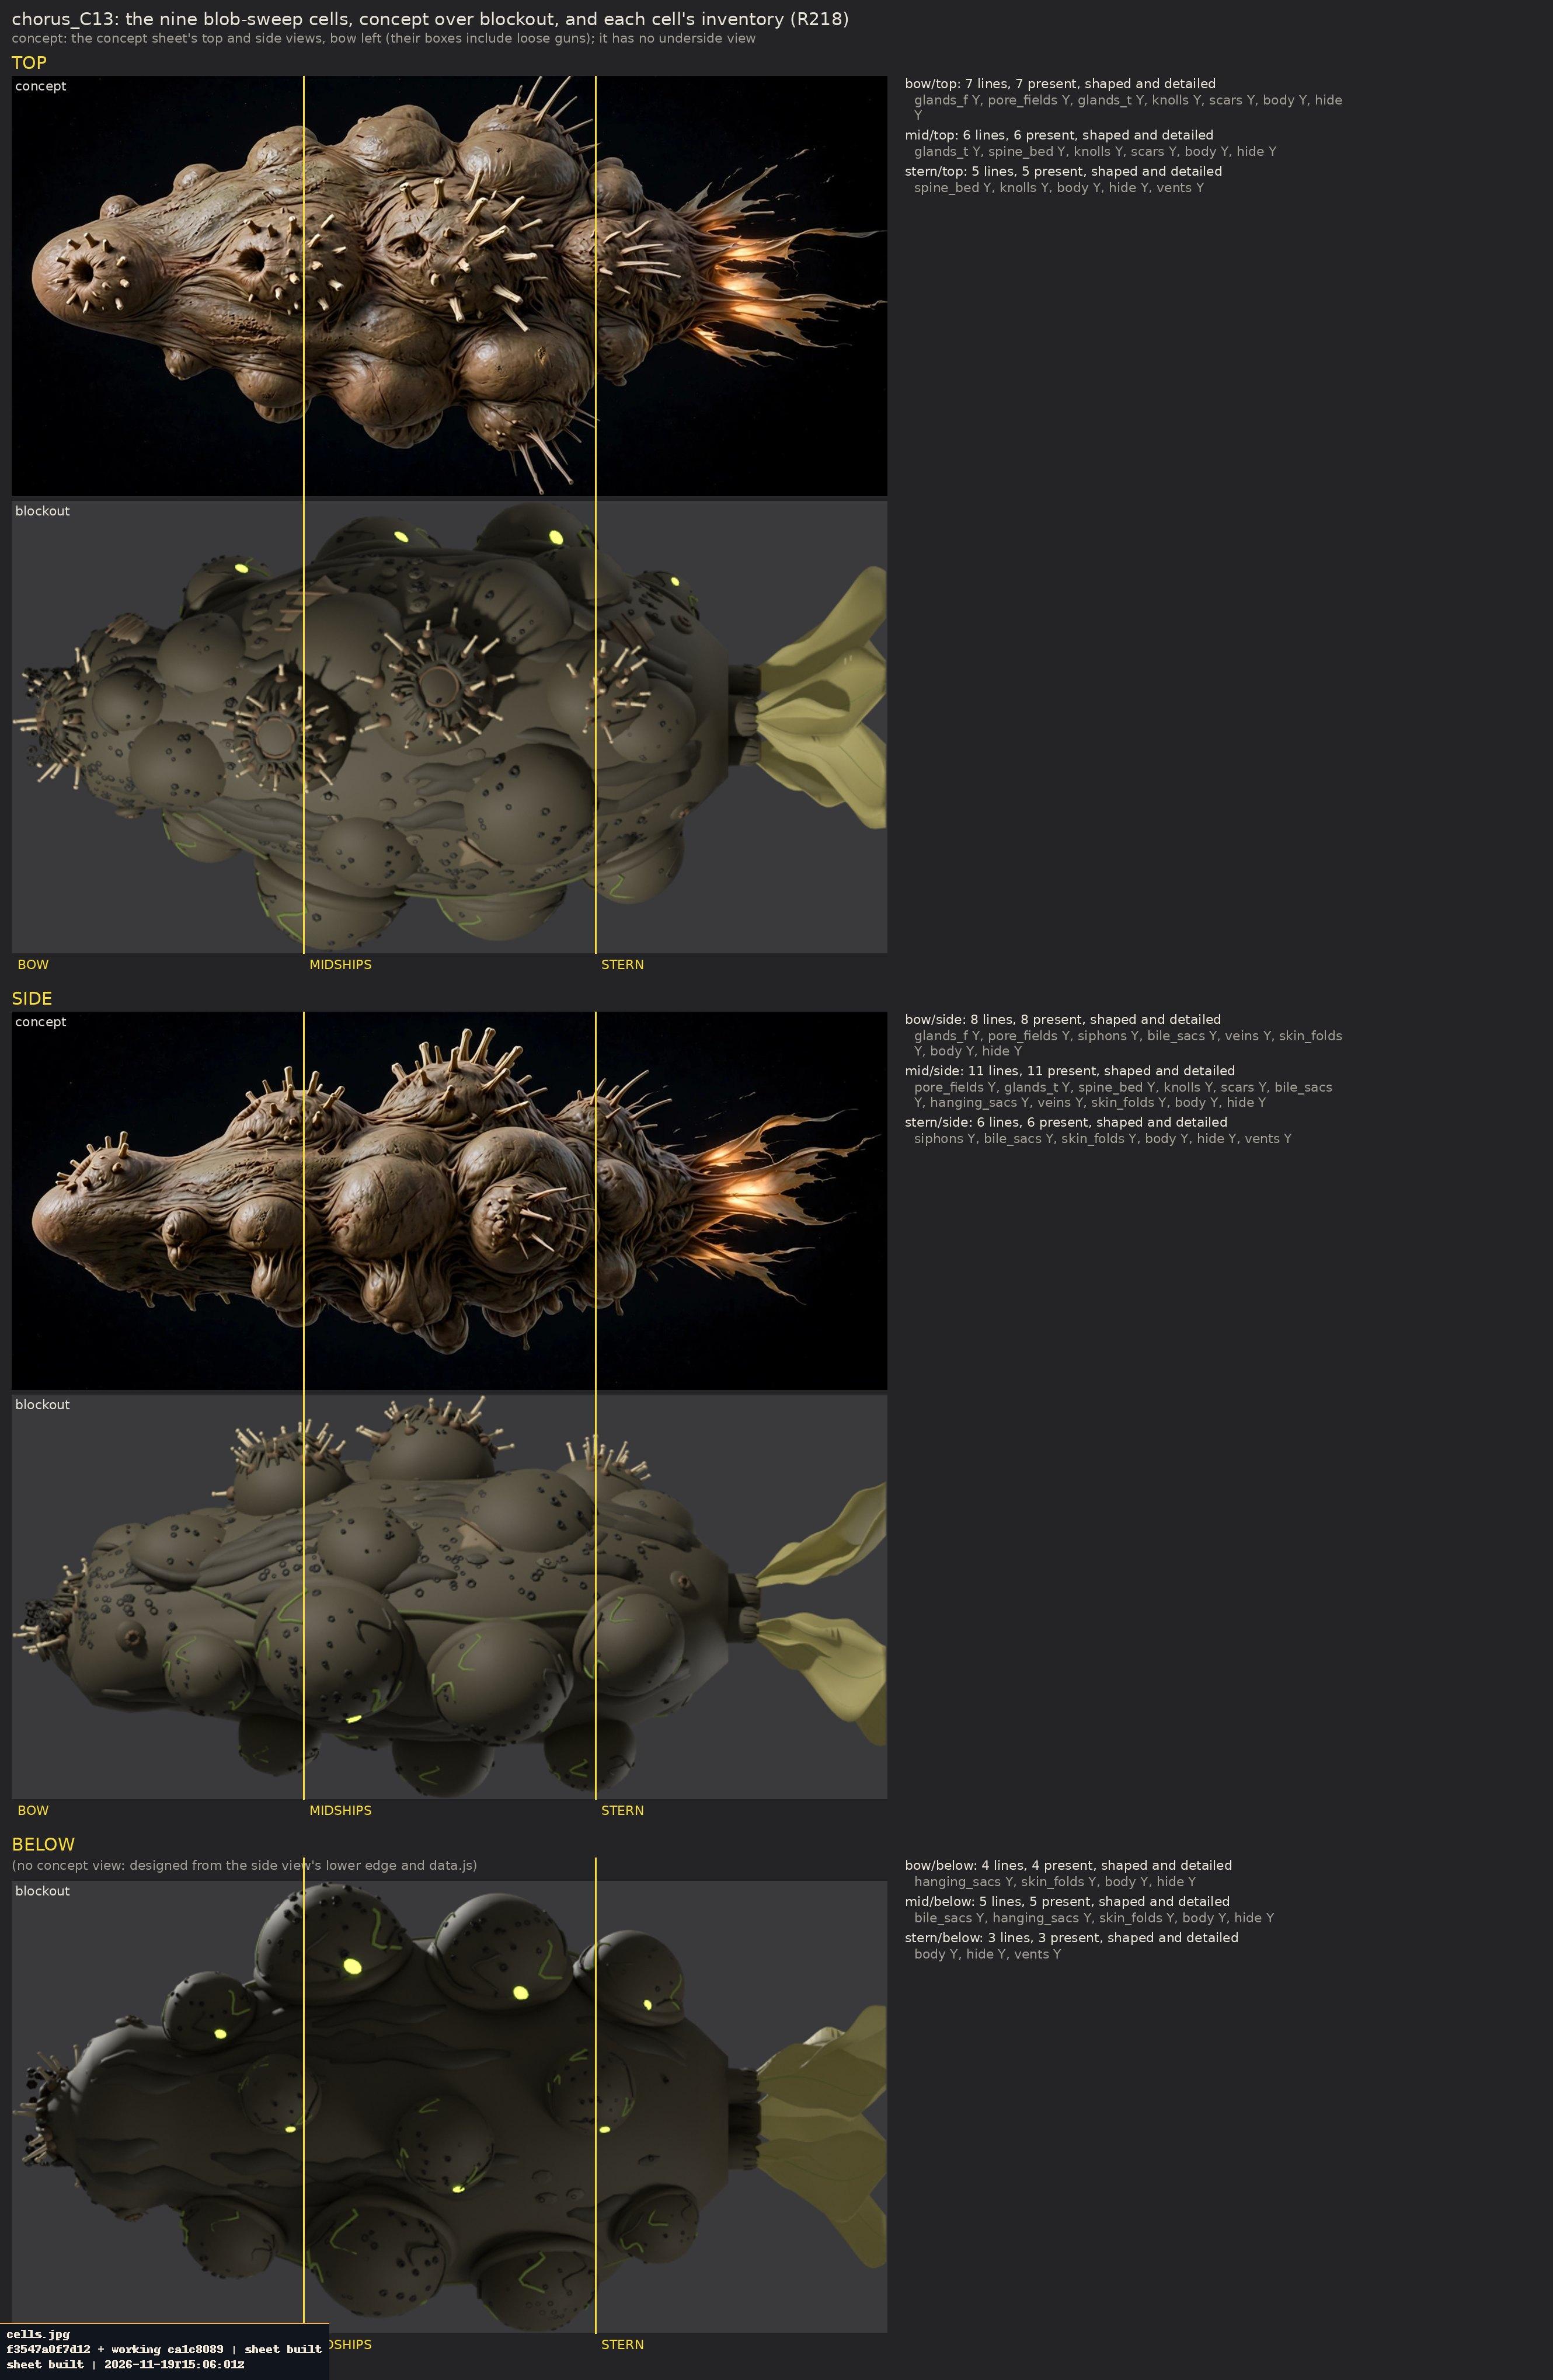 chorus_C13: the nine blob-sweep cells, concept over blockout, and each cell's inventory (R218)
concept: the concept sheet's top and side views, bow left (their boxes include loose guns); it has no underside view
TOP
concept
bow/top: 7 lines, 7 present, shaped and detailed
glands_f Y, pore_fields Y, glands_t Y, knolls Y, scars Y, body Y, hide
Y
mid/top: 6 lines, 6 present, shaped and detailed
glands_t Y, spine_bed Y, knolls Y, scars Y, body Y, hide Y
stern/top: 5 lines, 5 present, shaped and detailed
spine_bed Y, knolls Y, body Y, hide Y, vents Y
blockout
BOW
MIDSHIPS
STERN
SIDE
concept
bow/side: 8 lines, 8 present, shaped and detailed
glands_f Y, pore_fields Y, siphons Y, bile_sacs Y, veins Y, skin_folds
Y, body Y, hide Y
mid/side: 11 lines, 11 present, shaped and detailed
pore_fields Y, glands_t Y, spine_bed Y, knolls Y, scars Y, bile_sacs
Y, hanging_sacs Y, veins Y, skin_folds Y, body Y, hide Y
stern/side: 6 lines, 6 present, shaped and detailed
siphons Y, bile_sacs Y, skin_folds Y, body Y, hide Y, vents Y
blockout
BOW
MIDSHIPS
STERN
BELOW
(no concept view: designed from the side view's lower edge and data.js)
blockout
bow/below: 4 lines, 4 present, shaped and detailed
hanging_sacs Y, skin_folds Y, body Y, hide Y
mid/below: 5 lines, 5 present, shaped and detailed
bile_sacs Y, hanging_sacs Y, skin_folds Y, body Y, hide Y
stern/below: 3 lines, 3 present, shaped and detailed
body Y, hide Y, vents Y
DSHIPS
STERN
cells.jpg
f3547a0f7d12 + working ca1c8089 | sheet built
sheet built | 2026-11-19T15:06:01Z